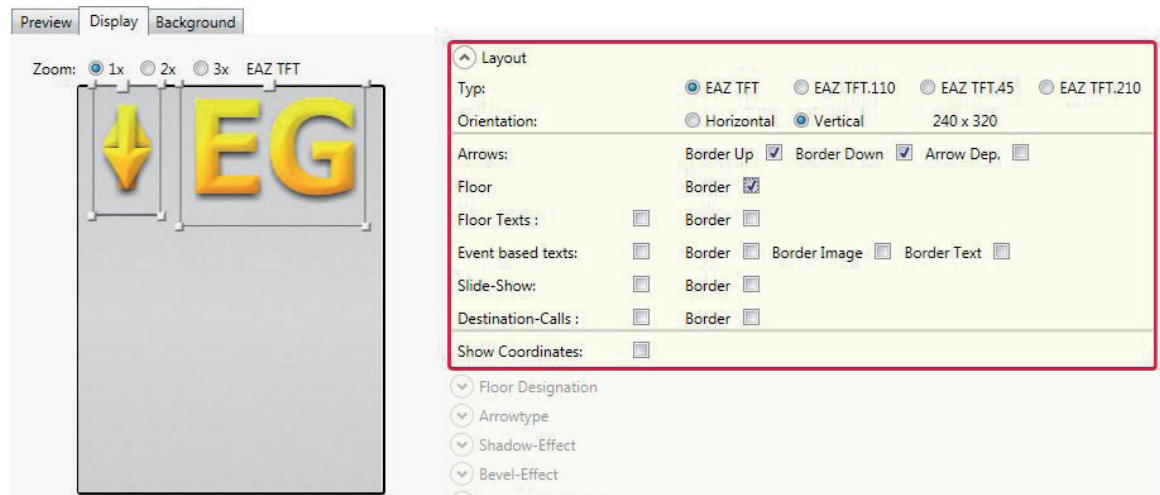 Preview Display Background
Zoom: 1x 2x 3x EAZ TFT
EG
Layout
Typ: EAZ TFT EAZ TFT.110 EAZ TFT.45 EAZ TFT.210
Orientation: Horizontal Vertical 240 x 320
Arrows: Border Up Border Down Arrow Dep.
Floor Border
Floor Texts : Border
Event based texts: Border Border Image Border Text
Slide-Show: Border
Destination-Calls : Border
Show Coordinates:
Floor Designation
Arrowtype
Shadow-Effect
Bevel-Effect